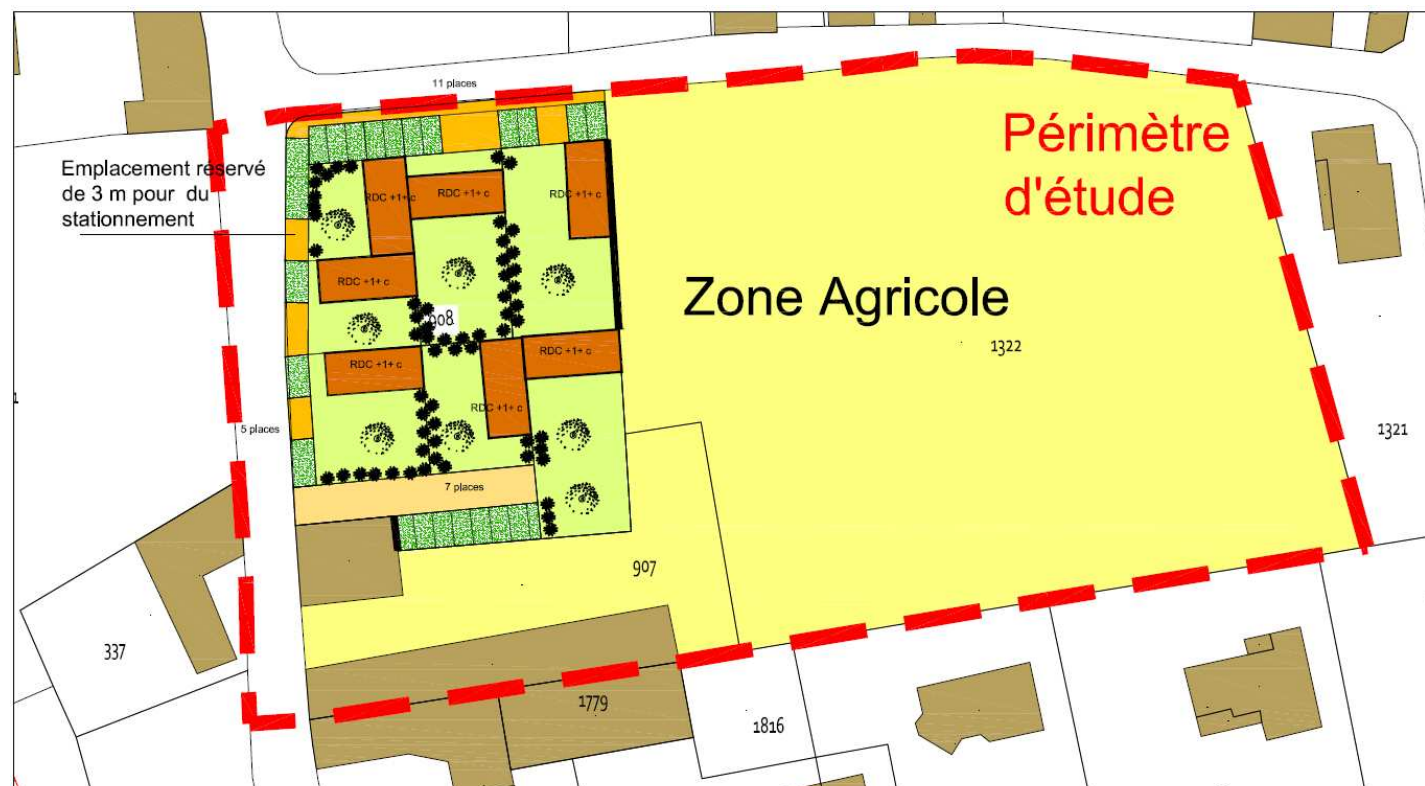 11 places
Périmètre
d'étude
Emplacement réservé
de 3 m pour du
stationnement
RDC +1+ c
RDC +1+ c
RDC +1+ c
RDC +1+ c
Zone Agricole
908
1322
RDC +1+ c
RDC +1+ c
RDC +1+ c
5 places
1321
7 places
907
337
1779
1816